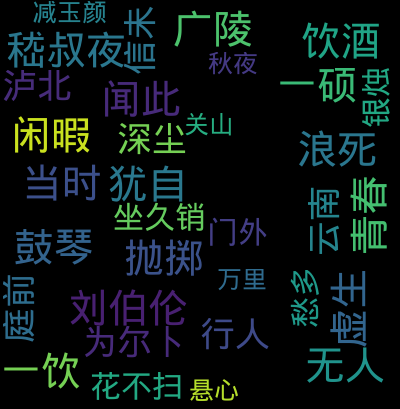 减玉颜
信未
广陵
饮酒
嵇叔夜
秋夜
一硕
银烛
泸北
闻此
闲暇
深尘
关山
浪死
当时
犹自
青春
云南
坐久销
门外
鼓琴
抛掷
万里
愁多
虚生
庭前
刘伯伦
为尔卜
行人
无人
一饮
花不扫
悬心